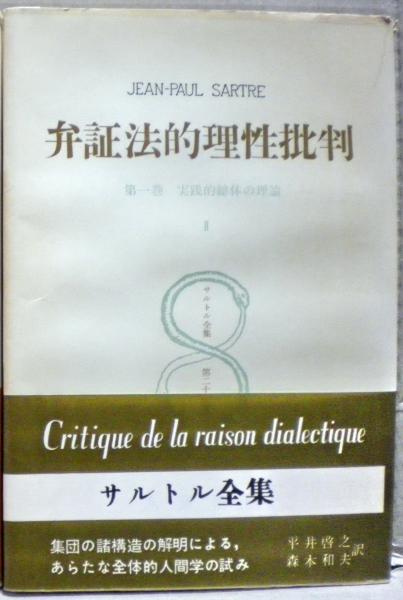 JEAN-PAUL SARTRE
弁証法的理性批判
第一巻 実践的総体の理論
II
サルトル全集 第二十
Critique de la raison dialectique
サルトル全集
集団の諸構造の解明による,
あらたな全体的人間学の試み
平井啓之
森本和夫
訳